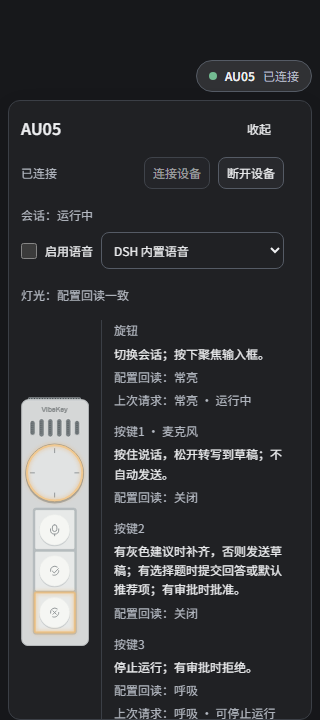 AU05 已连接
AU05 收起
已连接 连接设备 断开设备
会话：运行中
启用语音 DSH 内置语音
灯光：配置回读一致
旋钮
切换会话；按下聚焦输入框。
配置回读：常亮
上次请求：常亮 · 运行中
VibeKey
按键1 · 麦克风
按住说话，松开转写到草稿；不
自动发送。
配置回读：关闭
按键2
有灰色建议时补齐，否则发送草
稿；有选择题时提交回答或默认
推荐项；有审批时批准。
配置回读：关闭
按键3
停止运行；有审批时拒绝。
配置回读：呼吸
上次请求：呼吸 · 可停止运行